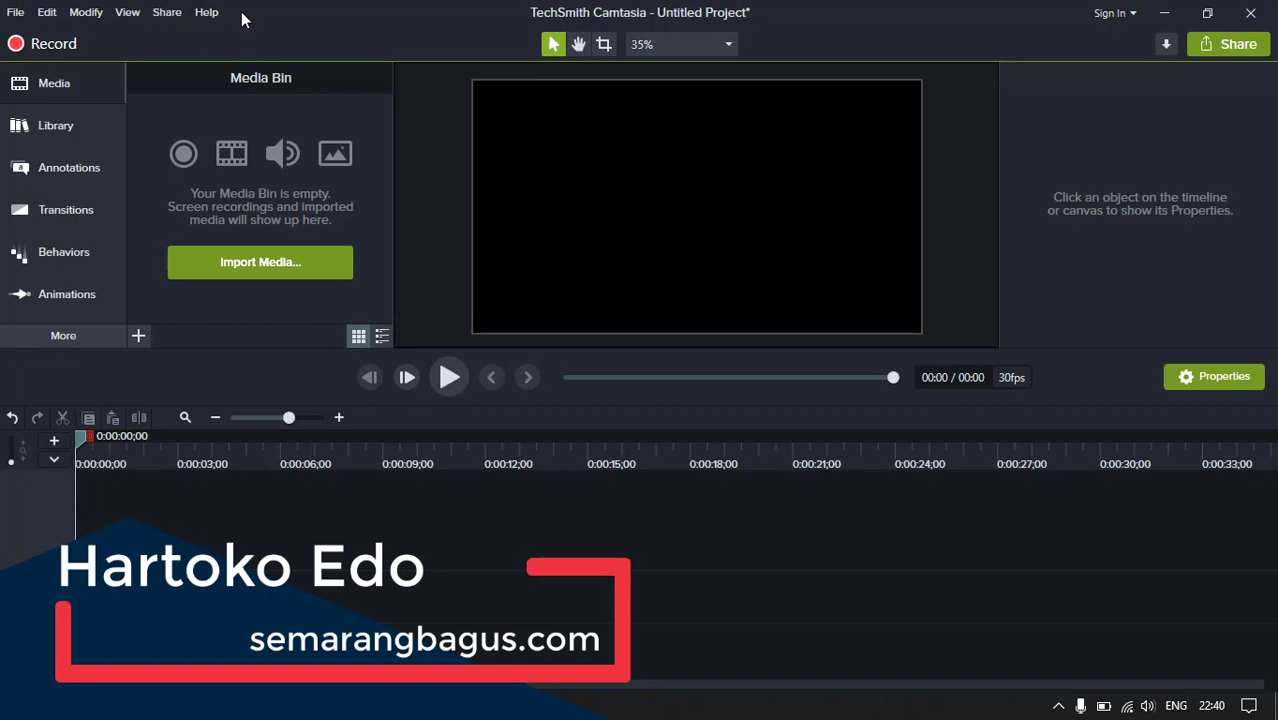 File Edit Modify View Share Help
TechSmith Camtasia - Untitled Project*
Sign In
Record
35%
Share
Media
Library
Annotations
Transitions
Behaviors
Animations
More
Media Bin
Your Media Bin is empty.
Screen recordings and imported
media will show up here.
Import Media...
Click an object on the timeline
or canvas to show its Properties.
00:00 / 00:00 30fps
Properties
0:00:00;00
0:00:00;00 0:00:03;00 0:00:06;00 0:00:09;00 0:00:12;00 0:00:15;00 0:00:18;00 0:00:21;00 0:00:24;00 0:00:27;00 0:00:30;00 0:00:33;00
Hartoko Edo
semarangbagus.com
ENG 22:40